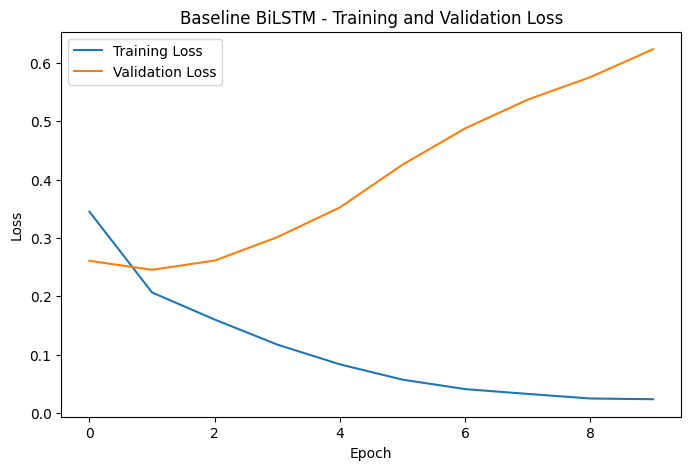 Baseline BiLSTM - Training and Validation Loss
Training Loss
Validation Loss
Loss
0.6
0.5
0.4
0.3
0.2
0.1
0.0
0 2 4 6 8
Epoch